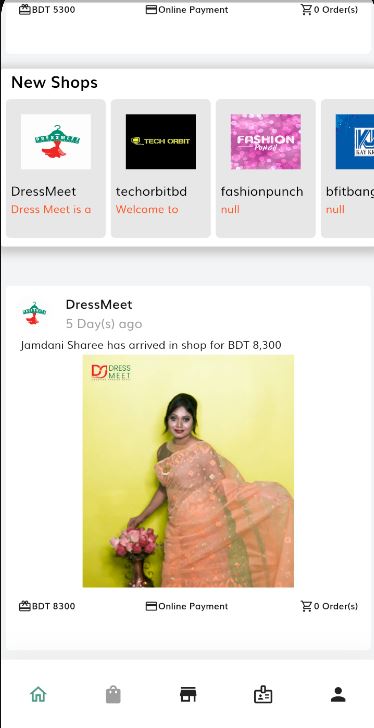 BDT 5300 Online Payment 0 Order(s)
New Shops
DRESSMEET
TECH ORBIT
FASHION
Punch
DressMeet techorbitbd fashionpunch bfitbang
Dress Meet is a Welcome to null null
DressMeet
5 Day(s) ago
Jamdani Sharee has arrived in shop for BDT 8,300
DRESS
MEET
BDT 8300 Online Payment 0 Order(s)